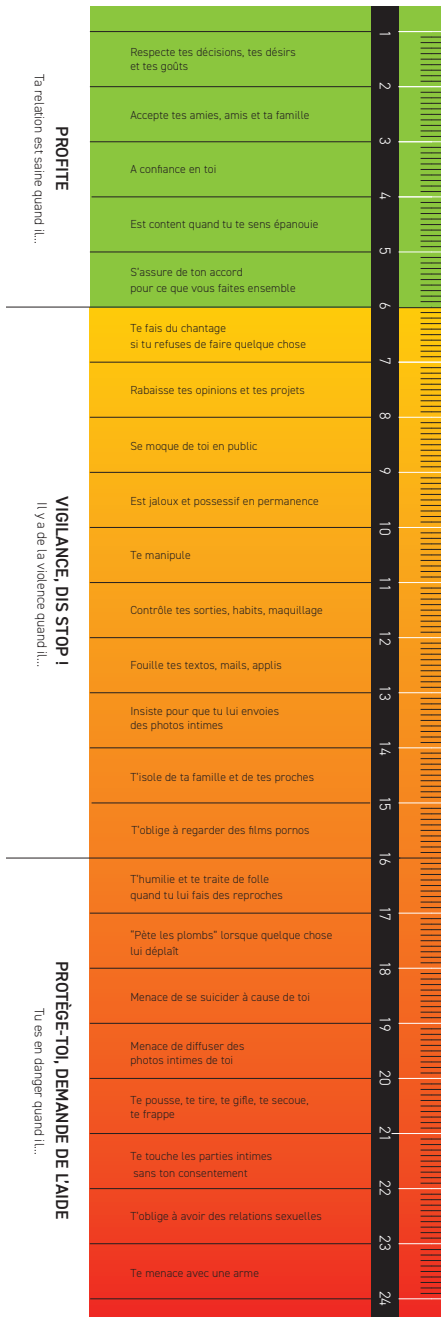 PROFITE
Ta relation est saine quand il...
1
Respecte tes décisions, tes désirs
et tes goûts
2
Accepte tes amies, amis et ta famille
3
A confiance en toi
4
Est content quand tu te sens épanouie
5
S'assure de ton accord
pour ce que vous faites ensemble
6
VIGILANCE, DIS STOP !
Il y a de la violence quand il...
Te fais du chantage
si tu refuses de faire quelque chose
7
Rabaisse tes opinions et tes projets
8
Se moque de toi en public
9
Est jaloux et possessif en permanence
10
Te manipule
11
Contrôle tes sorties, habits, maquillage
12
Fouille tes textos, mails, applis
13
Insiste pour que tu lui envoies
des photos intimes
14
T'isole de ta famille et de tes proches
15
T'oblige à regarder des films pornos
16
PROTÈGE-TOI, DEMANDE DE L'AIDE
Tu es en danger quand il...
T'humilie et te traite de folle
quand tu lui fais des reproches
17
"Pète les plombs" lorsque quelque chose
lui déplaît
18
Menace de se suicider à cause de toi
19
Menace de diffuser des
photos intimes de toi
20
Te pousse, te tire, te gifle, te secoue,
te frappe
21
Te touche les parties intimes
sans ton consentement
22
T'oblige à avoir des relations sexuelles
23
Te menace avec une arme
24